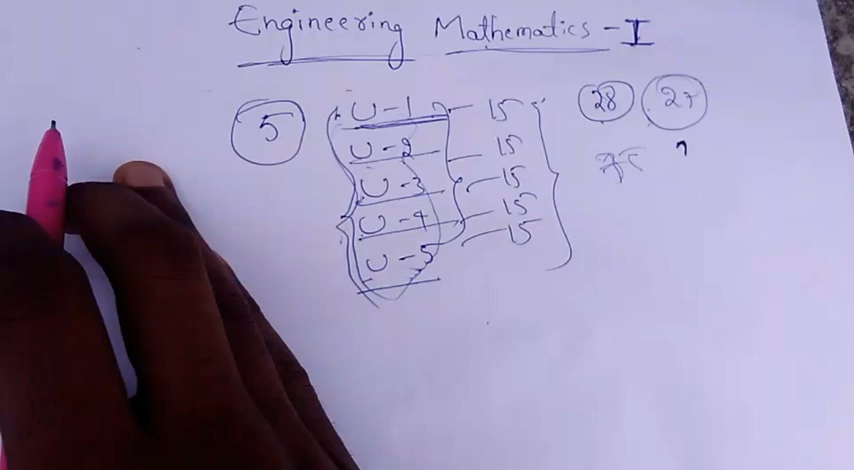 Engineering Mathematics - I
5 U-1 15 28 27
U-2 15
U-3 15
U-4 15
U-5 15